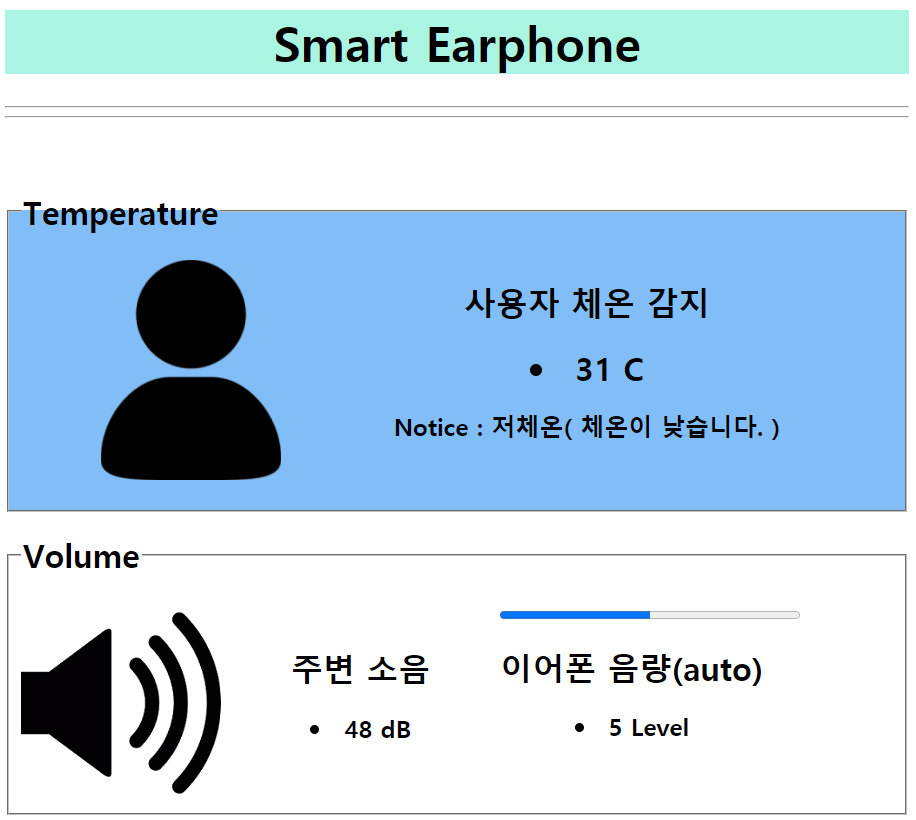 Smart Earphone
Temperature
사용자 체온 감지
• 31 C
Notice : 저체온( 체온이 낮습니다. )
Volume
주변 소음
• 48 dB
이어폰 음량(auto)
• 5 Level